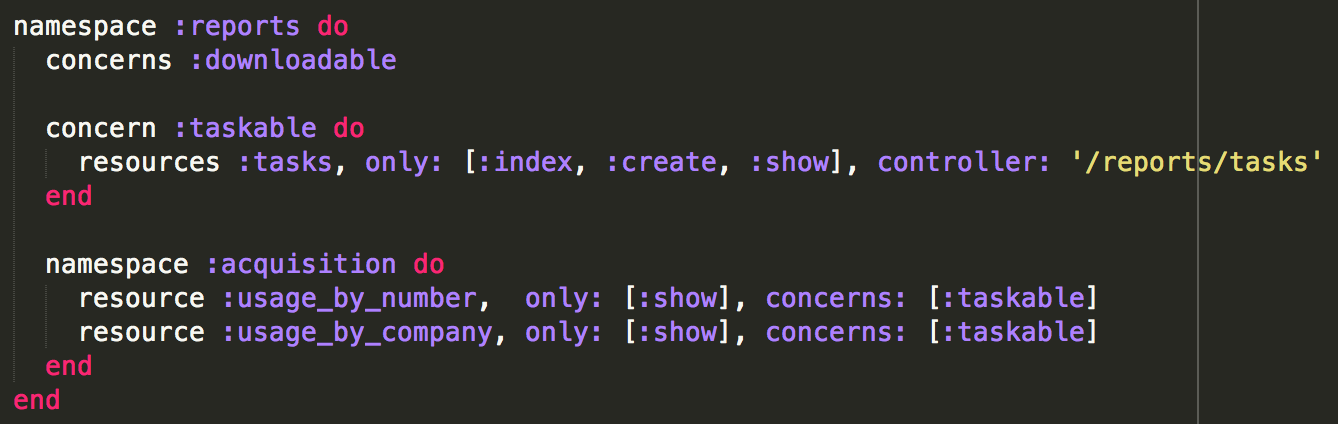 namespace :reports do
concerns :downloadable
concern :taskable do
resources :tasks, only: [:index, :create, :show], controller: '/reports/tasks'
end
namespace :acquisition do
resource :usage_by_number,  only: [:show], concerns: [:taskable]
resource :usage_by_company, only: [:show], concerns: [:taskable]
end
end